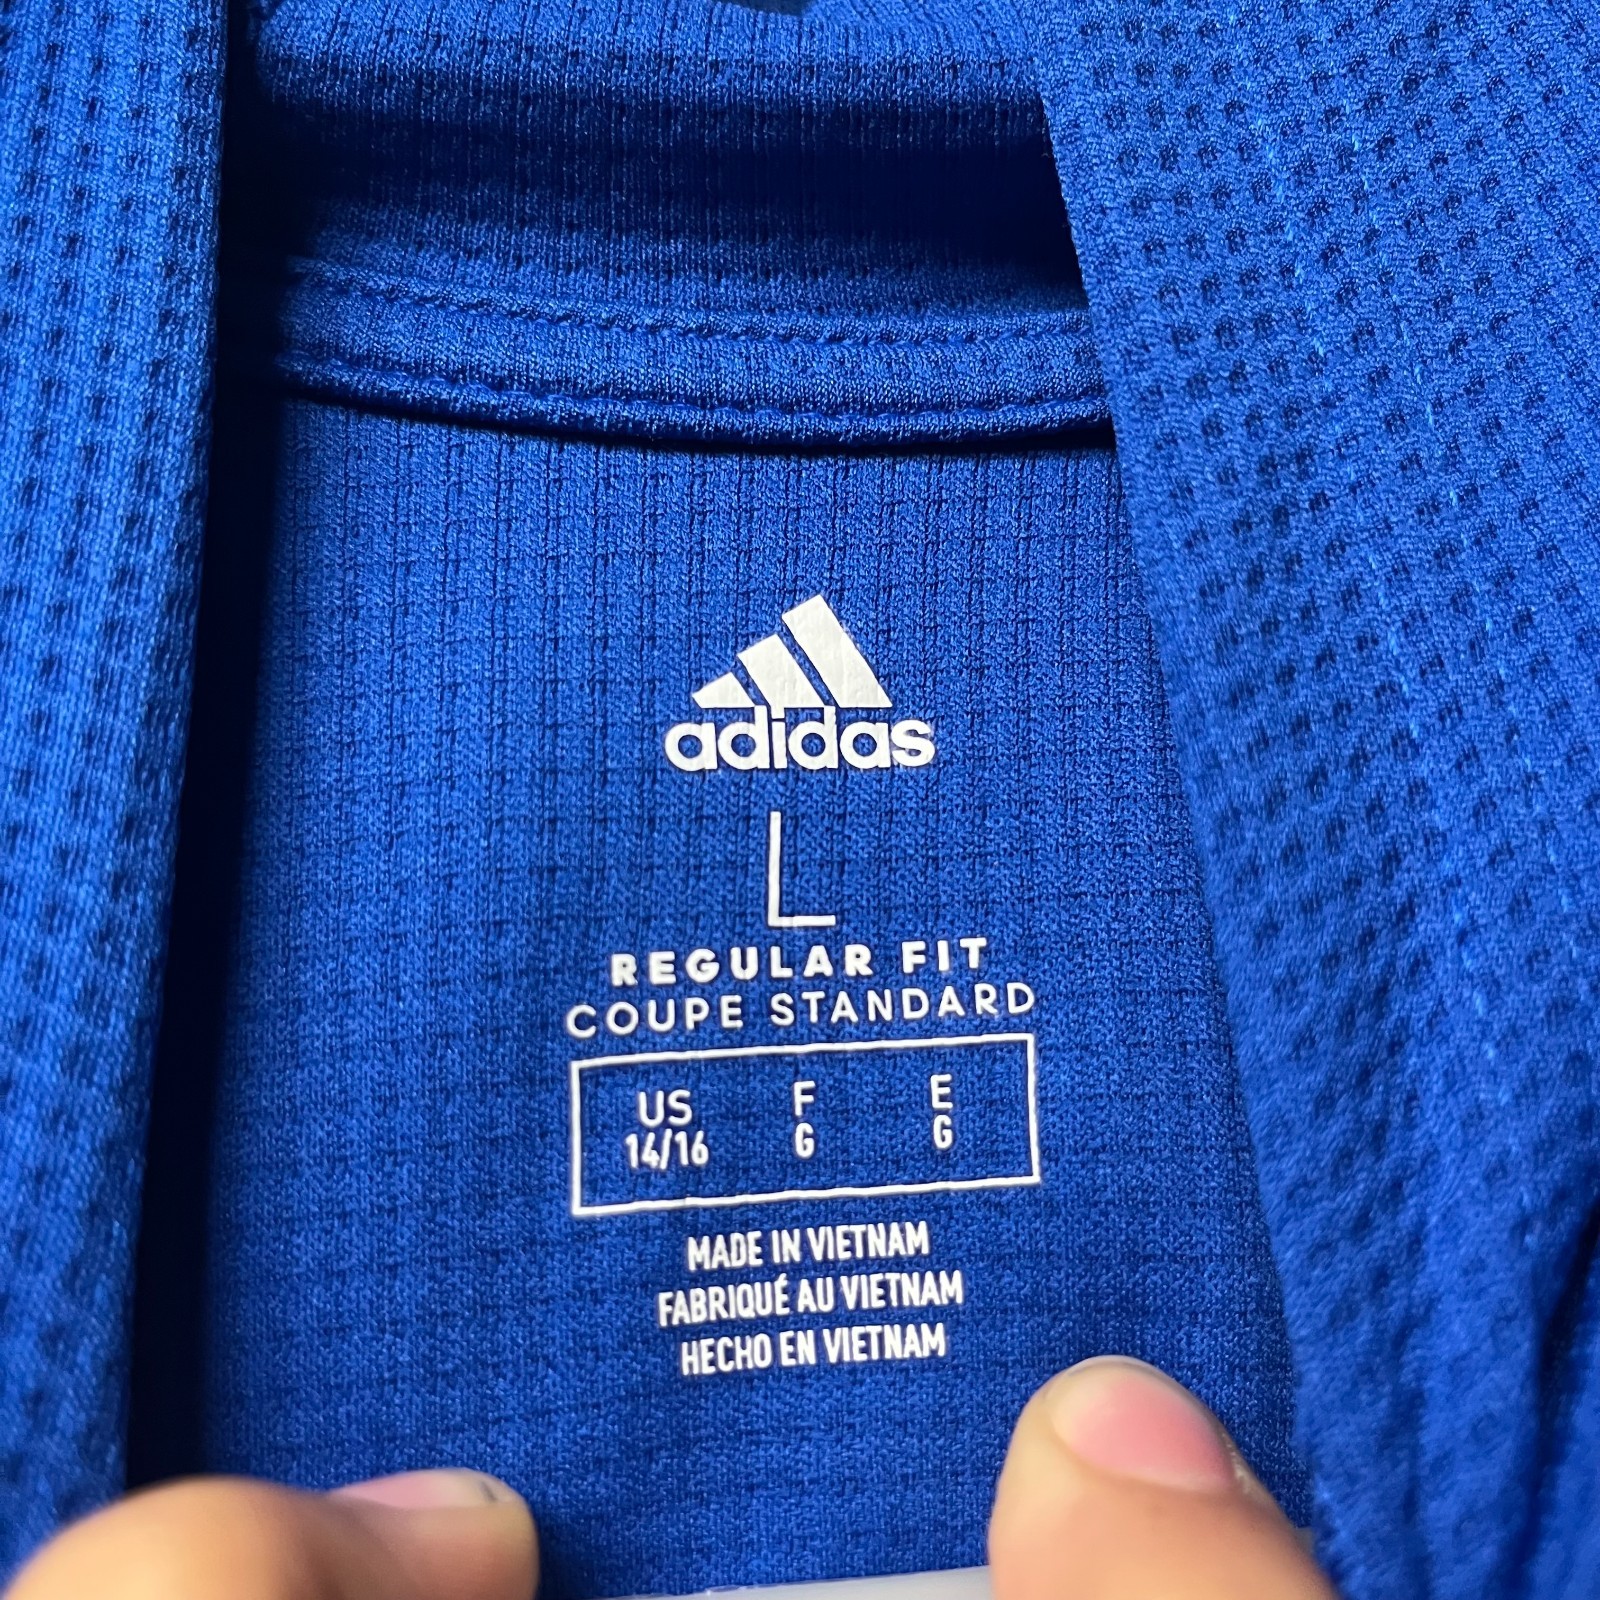 adidas
L
REGULAR FIT
COUPE STANDARD
US F E
14/16 G G
MADE IN VIETNAM
FABRIQUÉ AU VIETNAM
HECHO EN VIETNAM